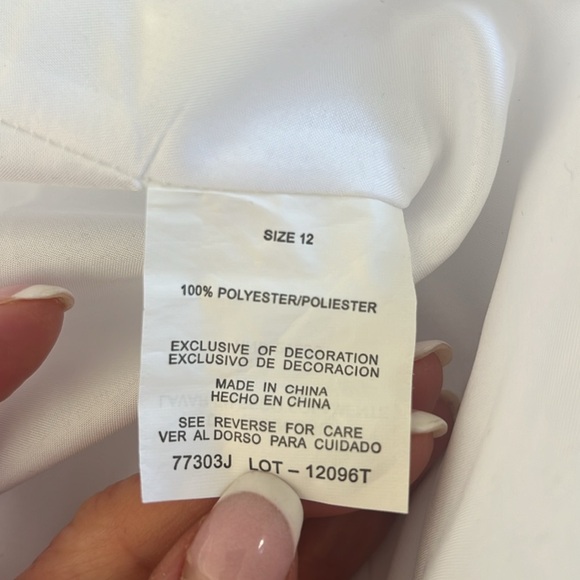 SIZE 12
100% POLYESTER/POLIESTER
EXCLUSIVE OF DECORATION
EXCLUSIVO DE DECORACION
MADE IN CHINA
HECHO EN CHINA
SEE REVERSE FOR CARE
VER AL DORSO PARA CUIDADO
77303J LOT – 12096T